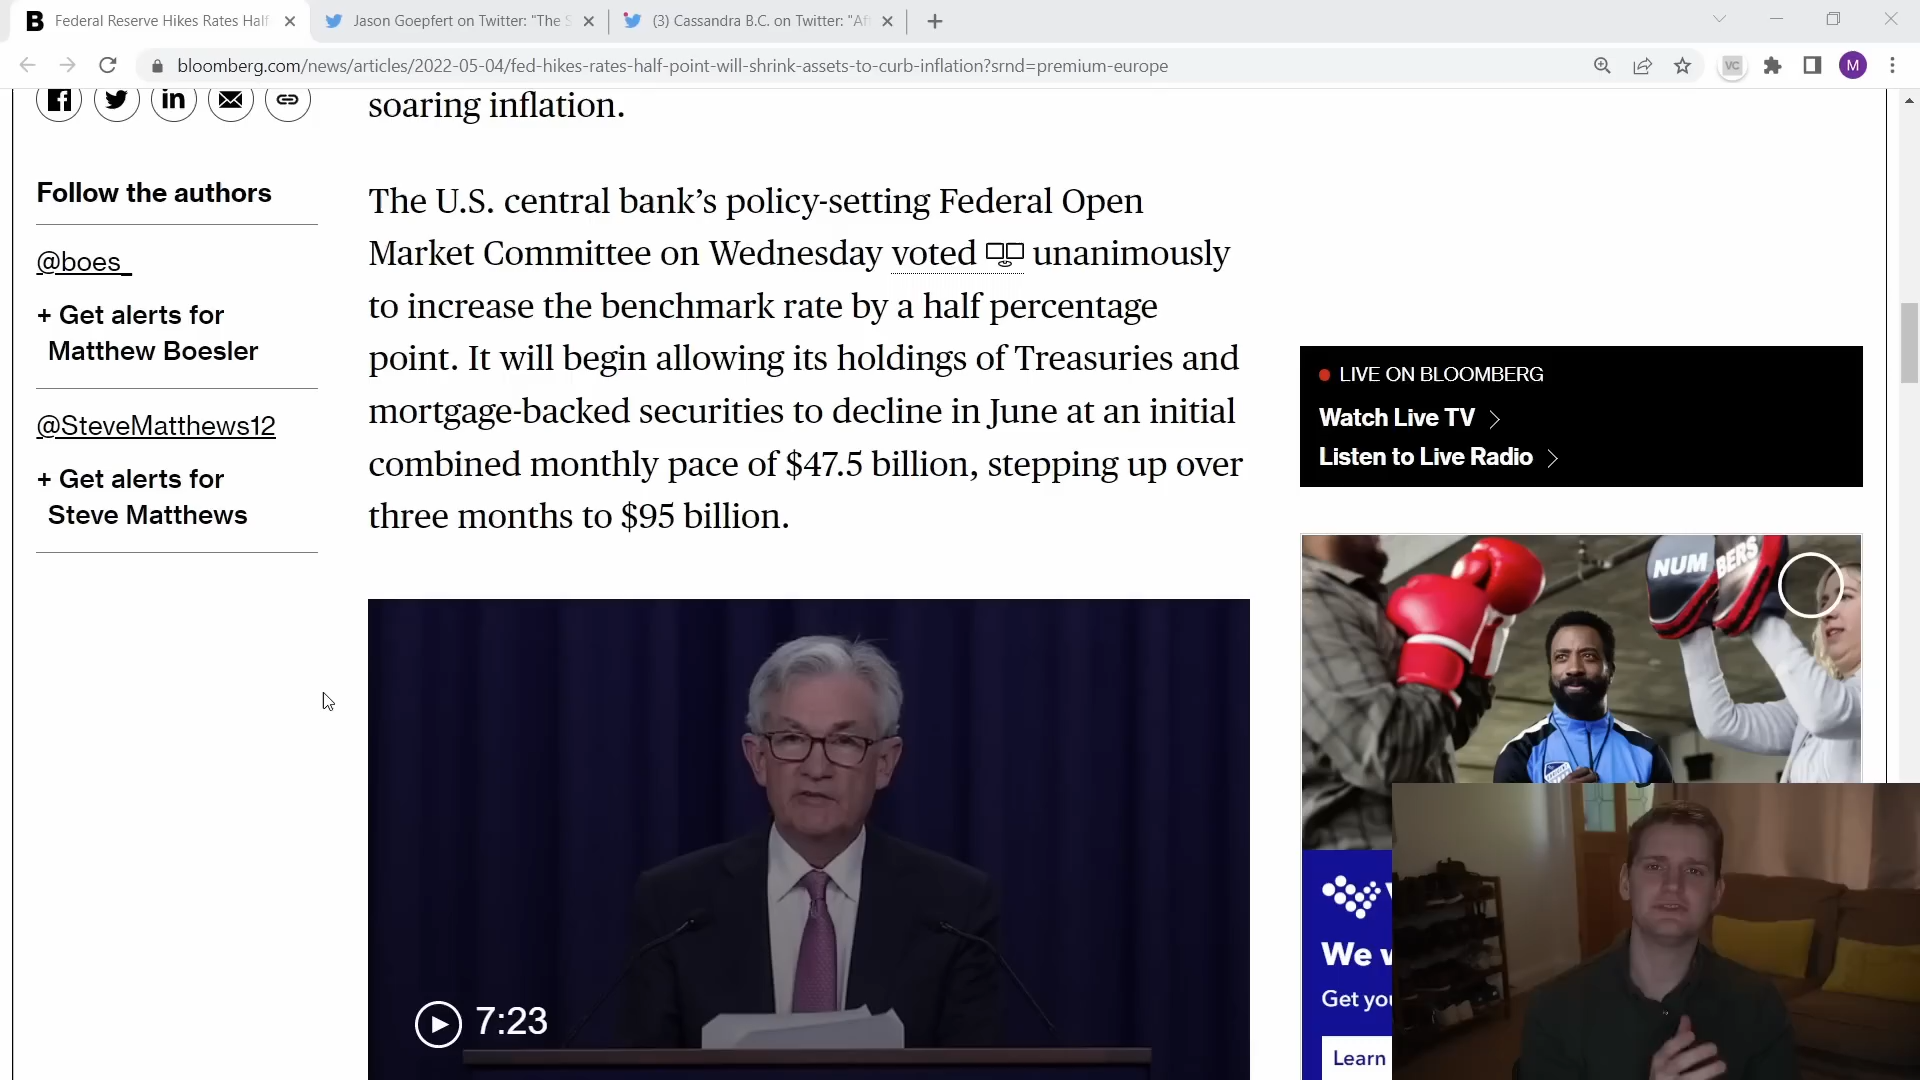 B Federal Reserve Hikes Rates Half
Jason Goepfert on Twitter: "The S
(3) Cassandra B.C. on Twitter: "Af
bloomberg.com/news/articles/2022-05-04/fed-hikes-rates-half-point-will-shrink-assets-to-curb-inflation?srnd=premium-europe
VC
M
soaring inflation.
Follow the authors
@boes_
+ Get alerts for
Matthew Boesler
@SteveMatthews12
+ Get alerts for
Steve Matthews
The U.S. central bank’s policy-setting Federal Open
Market Committee on Wednesday voted unanimously
to increase the benchmark rate by a half percentage
point. It will begin allowing its holdings of Treasuries and
mortgage-backed securities to decline in June at an initial
combined monthly pace of $47.5 billion, stepping up over
three months to $95 billion.
7:23
LIVE ON BLOOMBERG
Watch Live TV
Listen to Live Radio
NUM BERS
We
Get you
Learn